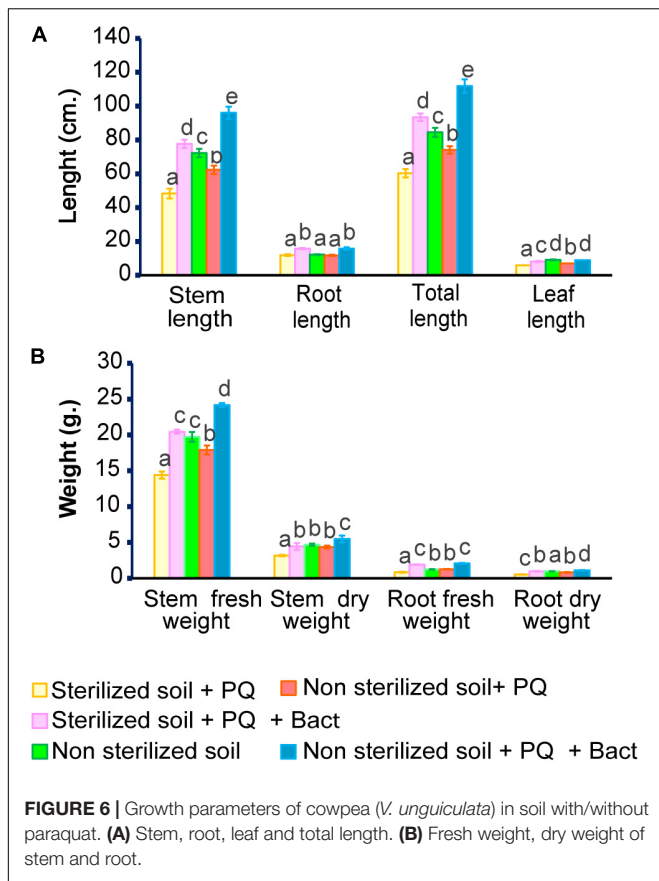 A
Lenght (cm.)
140
120
100
80
60
40
20
0
a d c b e
a b a a b
a d c b e
a c d b d
Stem length
Root length
Total length
Leaf length
B
Weight (g.)
30
25
20
15
10
5
0
a c c b d
a b b b c
a c b b c
c b a b d
Stem fresh weight
Stem dry weight
Root fresh weight
Root dry weight
Sterilized soil + PQ
Non sterilized soil+ PQ
Sterilized soil + PQ + Bact
Non sterilized soil
Non sterilized soil + PQ + Bact
FIGURE 6 | Growth parameters of cowpea (V. unguiculata) in soil with/without
paraquat. (A) Stem, root, leaf and total length. (B) Fresh weight, dry weight of
stem and root.